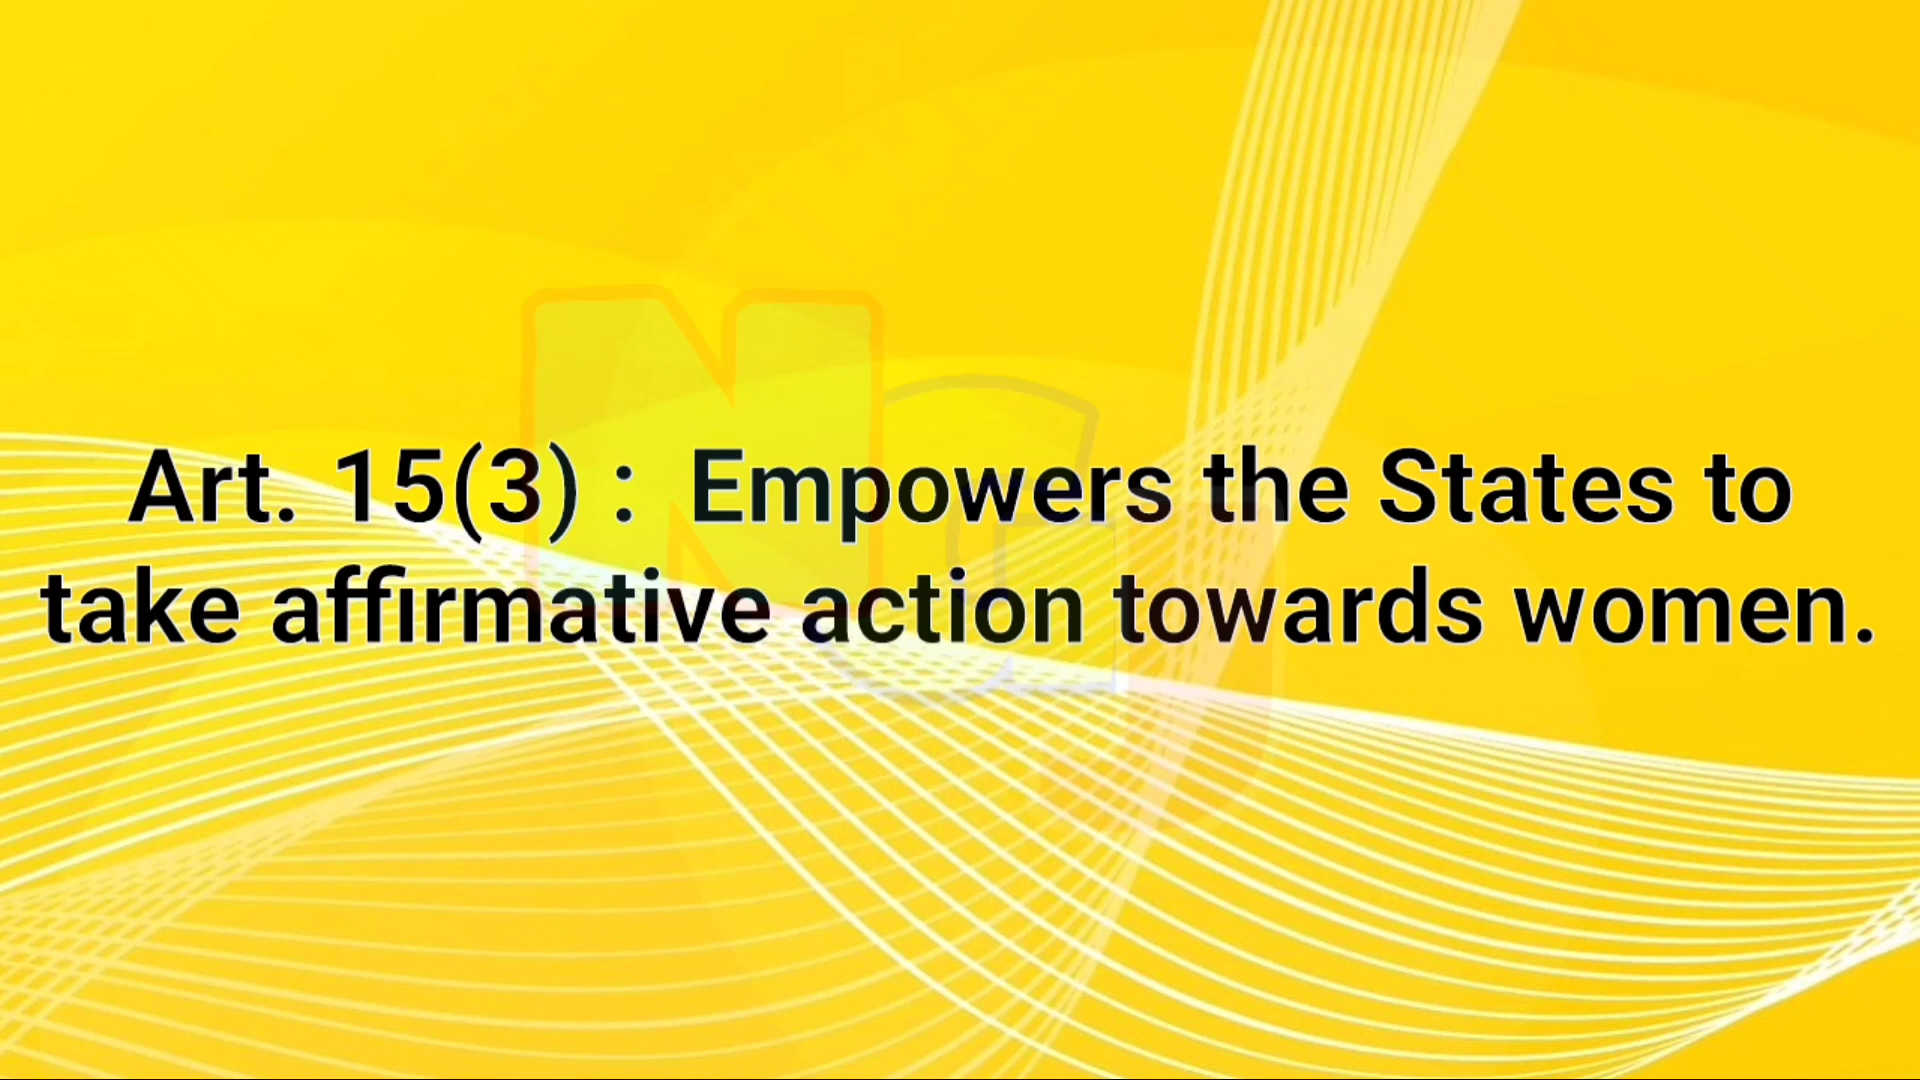 Art. 15(3) :  Empowers the States to
take affirmative action towards women.